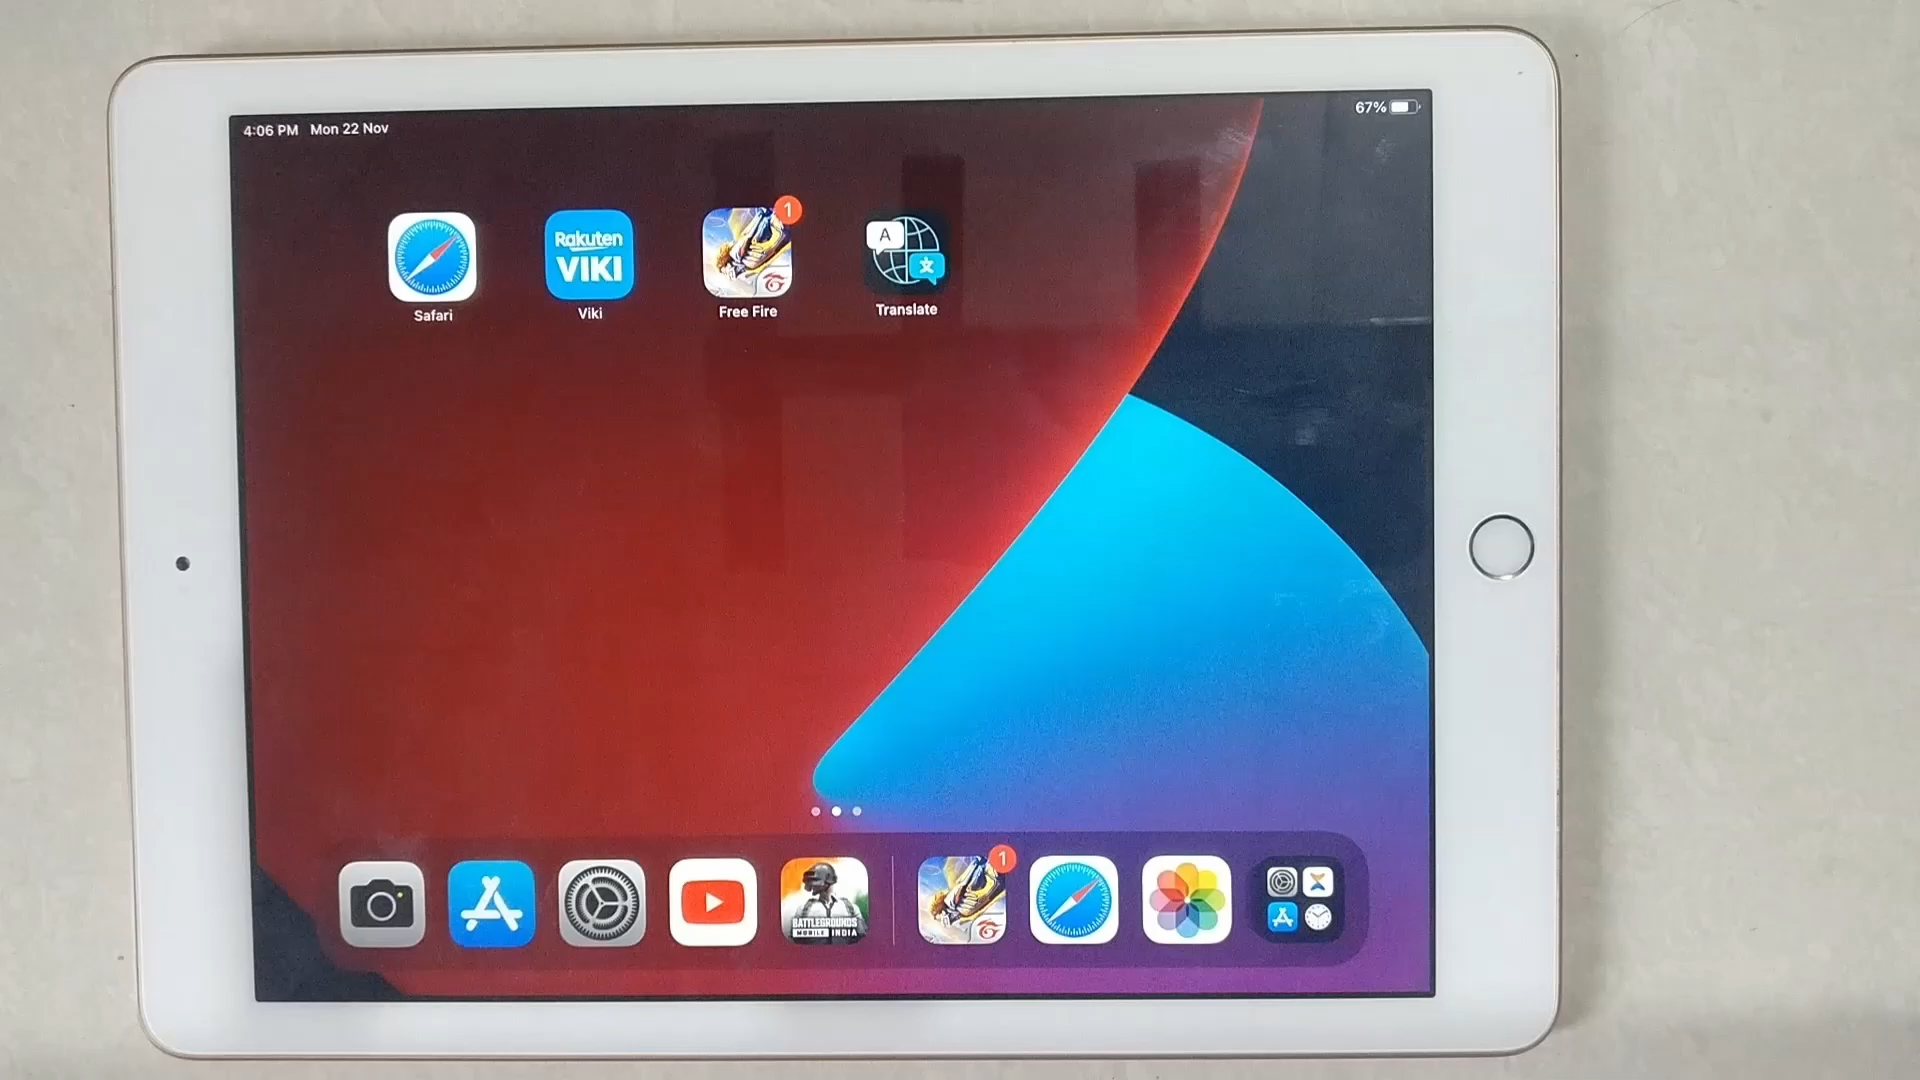 4:06 PM Mon 22 Nov
67%
Rakuten
VIKI
1
A
文
Safari
Viki
Free Fire
Translate
1
BATTLEGROUNDS
MOBILE INDIA